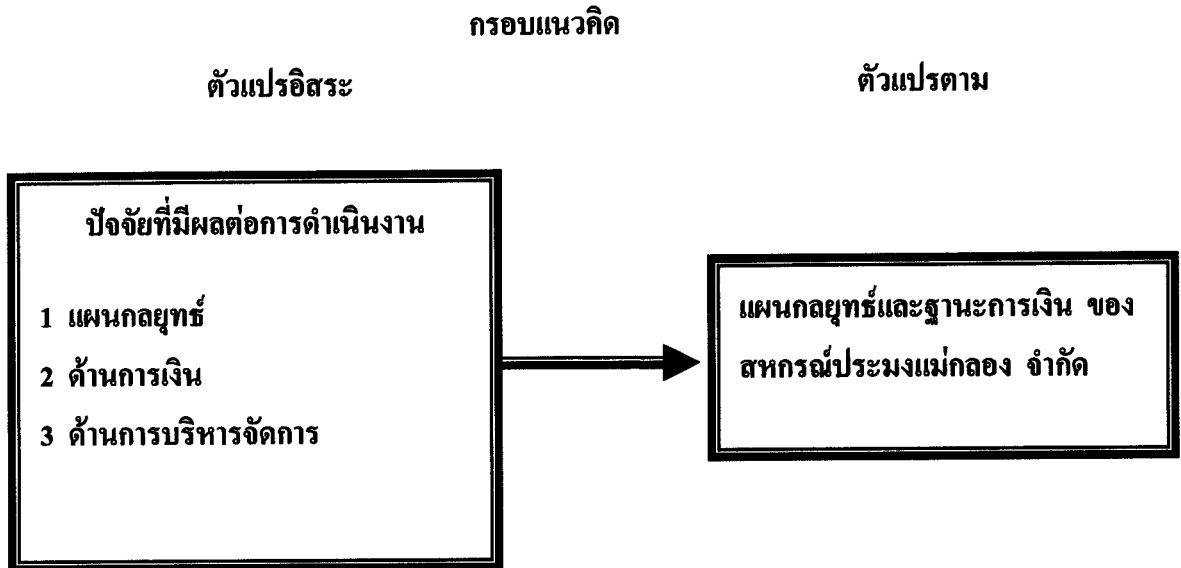 กรอบแนวคิด
ตัวแปรอิสระ
ตัวแปรตาม
ปัจจัยที่มีผลต่อการดำเนินงาน
1 แผนกลยุทธ์
2 ด้านการเงิน
3 ด้านการบริหารจัดการ
แผนกลยุทธ์และฐานะการเงิน ของ
สหกรณ์ประมงแม่กลอง จำกัด